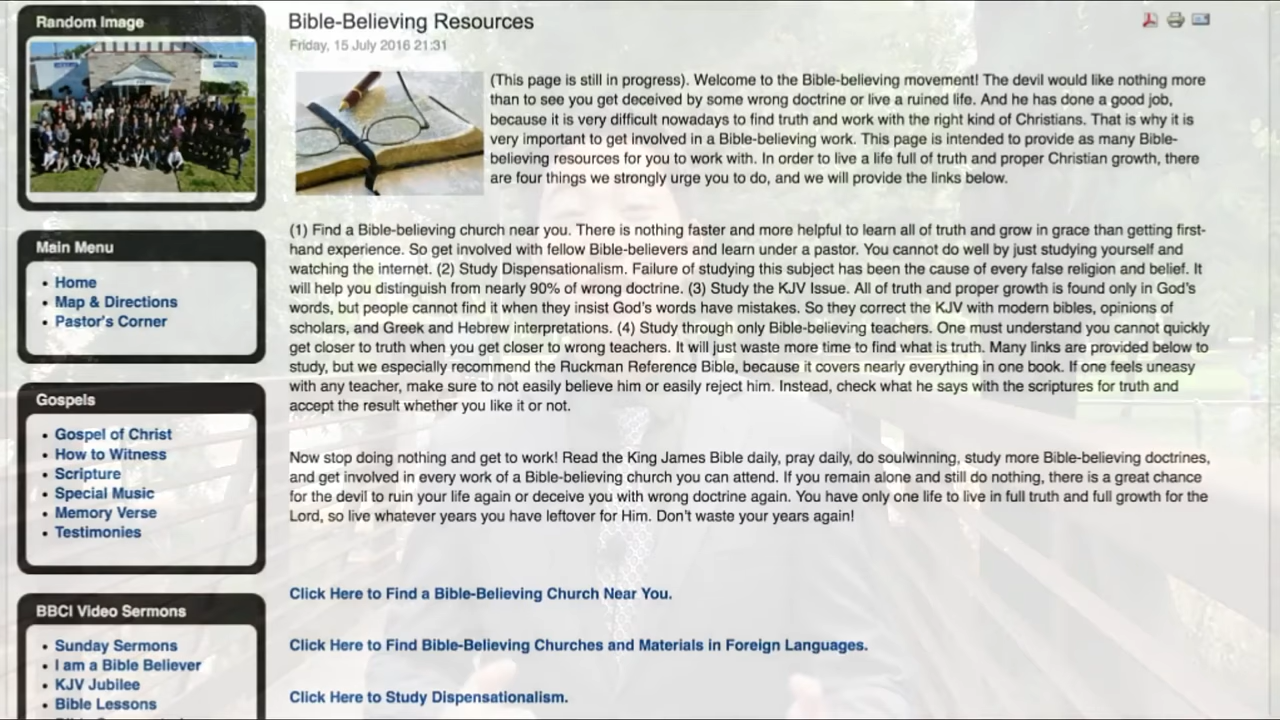 Random Image
Main Menu
Home
Map & Directions
Pastor's Corner
Gospels
Gospel of Christ
How to Witness
Scripture
Special Music
Memory Verse
Testimonies
BBCI Video Sermons
Sunday Sermons
I am a Bible Believer
KJV Jubilee
Bible Lessons
Bible-Believing Resources
Friday, 15 July 2016 21:31
(This page is still in progress). Welcome to the Bible-believing movement! The devil would like nothing more
than to see you get deceived by some wrong doctrine or live a ruined life. And he has done a good job,
because it is very difficult nowadays to find truth and work with the right kind of Christians. That is why it is
very important to get involved in a Bible-believing work. This page is intended to provide as many Bible-
believing resources for you to work with. In order to live a life full of truth and proper Christian growth, there
are four things we strongly urge you to do, and we will provide the links below.
(1) Find a Bible-believing church near you. There is nothing faster and more helpful to learn all of truth and grow in grace than getting first-
hand experience. So get involved with fellow Bible-believers and learn under a pastor. You cannot do well by just studying yourself and
watching the internet. (2) Study Dispensationalism. Failure of studying this subject has been the cause of every false religion and belief. It
will help you distinguish from nearly 90% of wrong doctrine. (3) Study the KJV Issue. All of truth and proper growth is found only in God's
words, but people cannot find it when they insist God's words have mistakes. So they correct the KJV with modern bibles, opinions of
scholars, and Greek and Hebrew interpretations. (4) Study through only Bible-believing teachers. One must understand you cannot quickly
get closer to truth when you get closer to wrong teachers. It will just waste more time to find what is truth. Many links are provided below to
study, but we especially recommend the Ruckman Reference Bible, because it covers nearly everything in one book. If one feels uneasy
with any teacher, make sure to not easily believe him or easily reject him. Instead, check what he says with the scriptures for truth and
accept the result whether you like it or not.
Now stop doing nothing and get to work! Read the King James Bible daily, pray daily, do soulwinning, study more Bible-believing doctrines,
and get involved in every work of a Bible-believing church you can attend. If you remain alone and still do nothing, there is a great chance
for the devil to ruin your life again or deceive you with wrong doctrine again. You have only one life to live in full truth and full growth for the
Lord, so live whatever years you have leftover for Him. Don't waste your years again!
Click Here to Find a Bible-Believing Church Near You.
Click Here to Find Bible-Believing Churches and Materials in Foreign Languages.
Click Here to Study Dispensationalism.